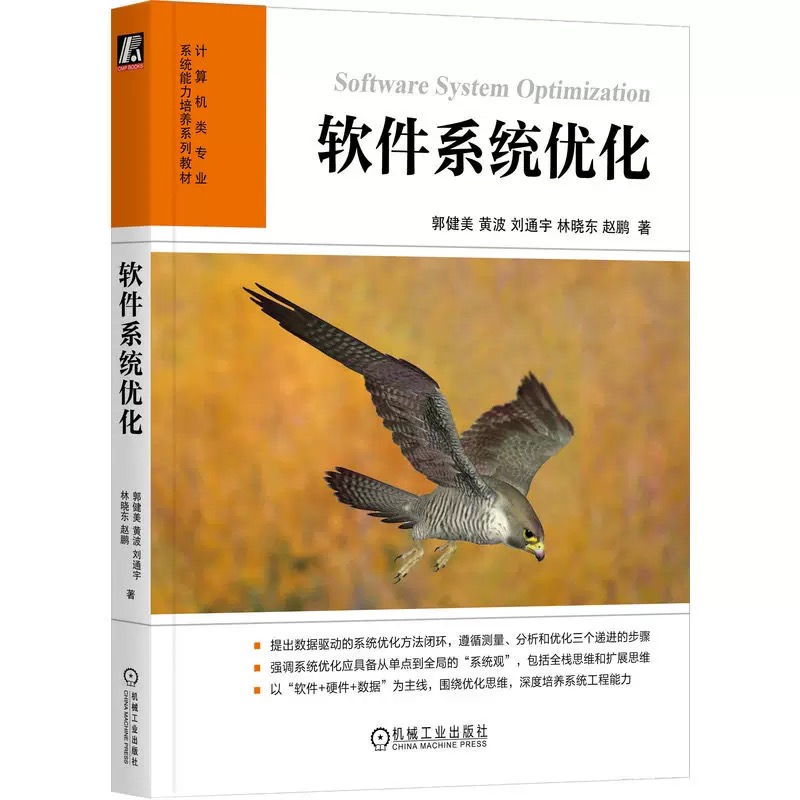 CMP BOOKS
计算机类专业
系统能力培养系列教材
Software System Optimization
软件系统优化
郭健美 黄波 刘通宇 林晓东 赵鹏 著
提出数据驱动的系统优化方法闭环，遵循测量、分析和优化三个递进的步骤
强调系统优化应具备从单点到全局的“系统观”，包括全栈思维和扩展思维
以“软件+硬件+数据”为主线，围绕优化思维，深度培养系统工程能力
机械工业出版社
CHINA MACHINE PRESS
软件系统优化
郭健美 黄波 刘通宇
林晓东 赵鹏
著
机械工业出版社
CHINA MACHINE PRESS